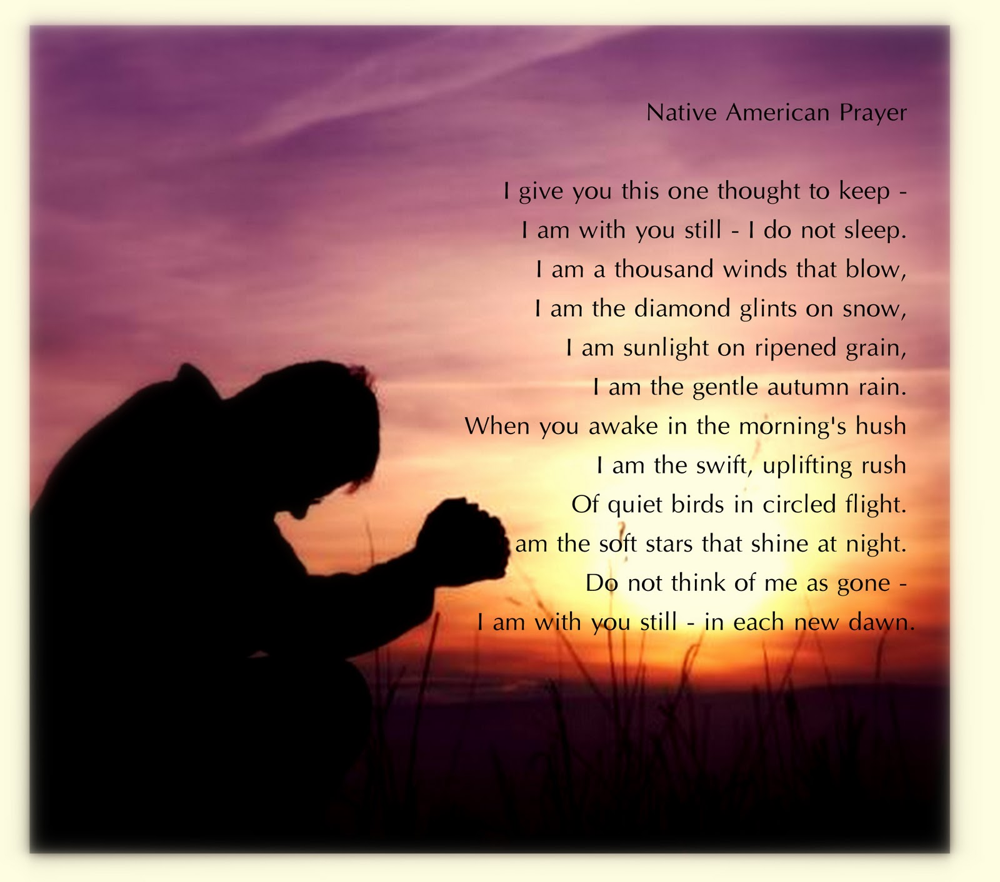 Native American Prayer
I give you this one thought to keep -
I am with you still - I do not sleep.
I am a thousand winds that blow,
I am the diamond glints on snow,
I am sunlight on ripened grain,
I am the gentle autumn rain.
When you awake in the morning's hush
I am the swift, uplifting rush
Of quiet birds in circled flight.
am the soft stars that shine at night.
Do not think of me as gone -
I am with you still - in each new dawn.